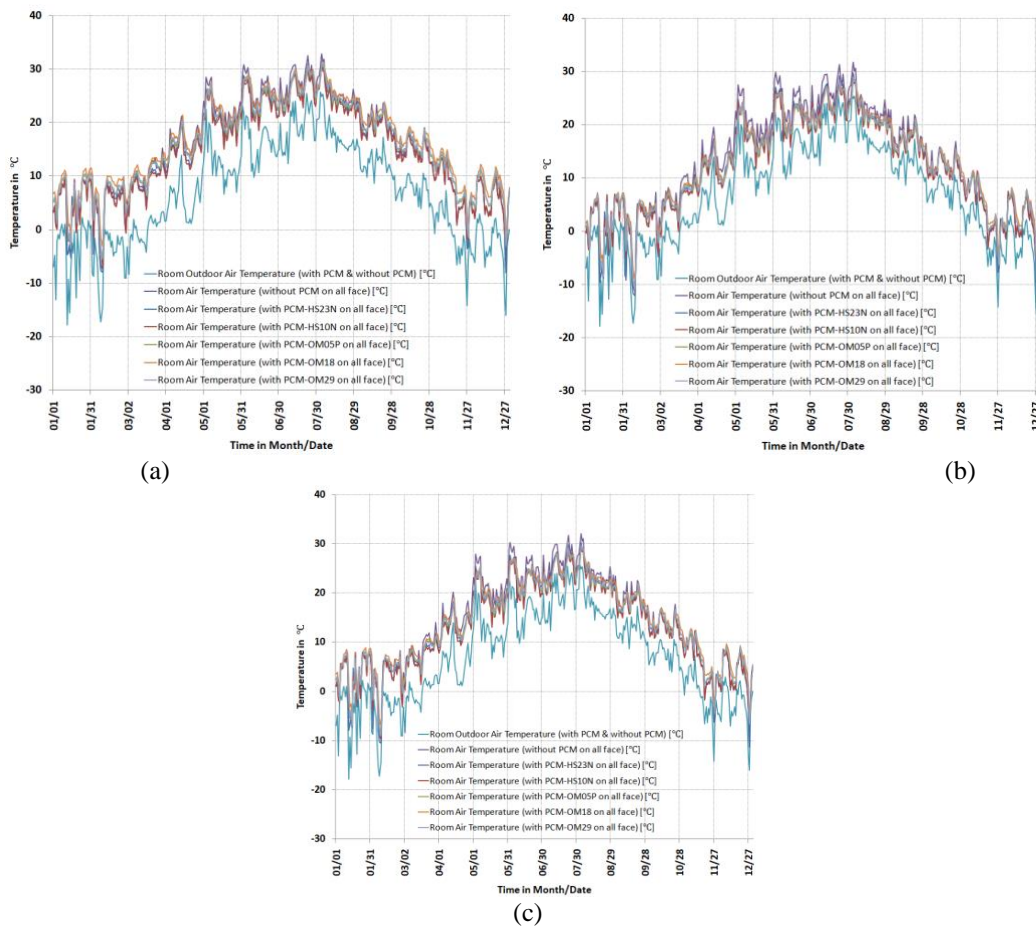 40
30
20
10
0
-10
-20
-30
Temperature in °C
Room Outdoor Air Temperature (with PCM & without PCM) [°C]
Room Air Temperature (without PCM on all face) [°C]
Room Air Temperature (with PCM-HS23N on all face) [°C]
Room Air Temperature (with PCM-HS10N on all face) [°C]
Room Air Temperature (with PCM-OM05P on all face) [°C]
Room Air Temperature (with PCM-OM18 on all face) [°C]
Room Air Temperature (with PCM-OM29 on all face) [°C]
01/01 01/31 03/02 04/01 05/01 05/31 06/30 07/30 08/29 09/28 10/28 11/27 12/27
Time in Month/Date
(a)
40
30
20
10
0
-10
-20
-30
Temperature in °C
Room Outdoor Air Temperature (with PCM & without PCM) [°C]
Room Air Temperature (without PCM on all face) [°C]
Room Air Temperature (with PCM-HS23N on all face) [°C]
Room Air Temperature (with PCM-HS10N on all face) [°C]
Room Air Temperature (with PCM-OM05P on all face) [°C]
Room Air Temperature (with PCM-OM18 on all face) [°C]
Room Air Temperature (with PCM-OM29 on all face) [°C]
01/01 01/31 03/02 04/01 05/01 05/31 06/30 07/30 08/29 09/28 10/28 11/27 12/27
Time in Month/Date
(b)
40
30
20
10
0
-10
-20
-30
Temperature in °C
Room Outdoor Air Temperature (with PCM & without PCM) [°C]
Room Air Temperature (without PCM on all face) [°C]
Room Air Temperature (with PCM-HS23N on all face) [°C]
Room Air Temperature (with PCM-HS10N on all face) [°C]
Room Air Temperature (with PCM-OM05P on all face) [°C]
Room Air Temperature (with PCM-OM18 on all face) [°C]
Room Air Temperature (with PCM-OM29 on all face) [°C]
01/01 01/31 03/02 04/01 05/01 05/31 06/30 07/30 08/29 09/28 10/28 11/27 12/27
Time in Month/Date
(c)